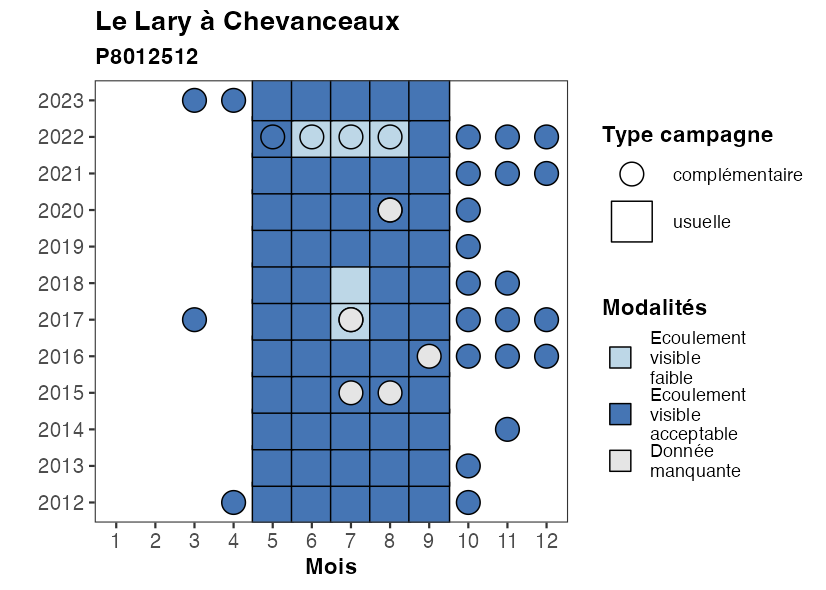 Le Lary à Chevanceaux
P8012512
2023
2022
2021
2020
2019
2018
2017
2016
2015
2014
2013
2012
1 2 3 4 5 6 7 8 9 10 11 12
Mois
Type campagne
complémentaire
usuelle
Modalités
Ecoulement
visible
faible
Ecoulement
visible
acceptable
Donnée
manquante